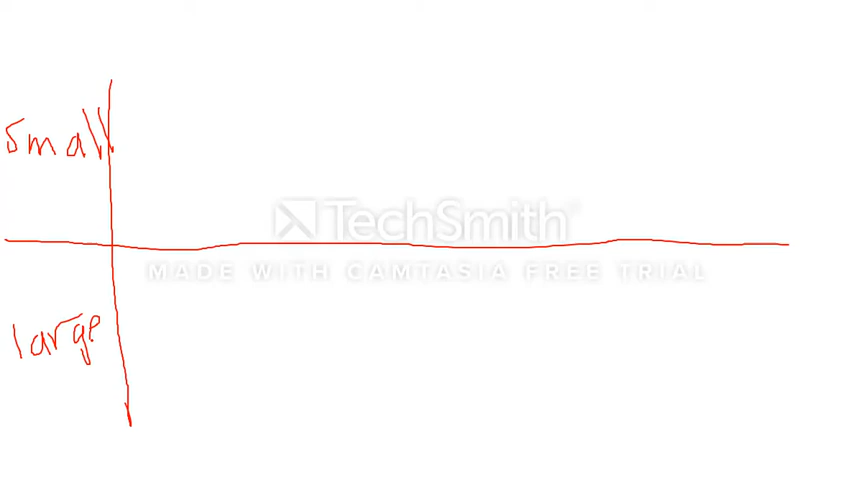 small
TechSmith
MADE WITH CAMTASIA FREE TRIAL
large